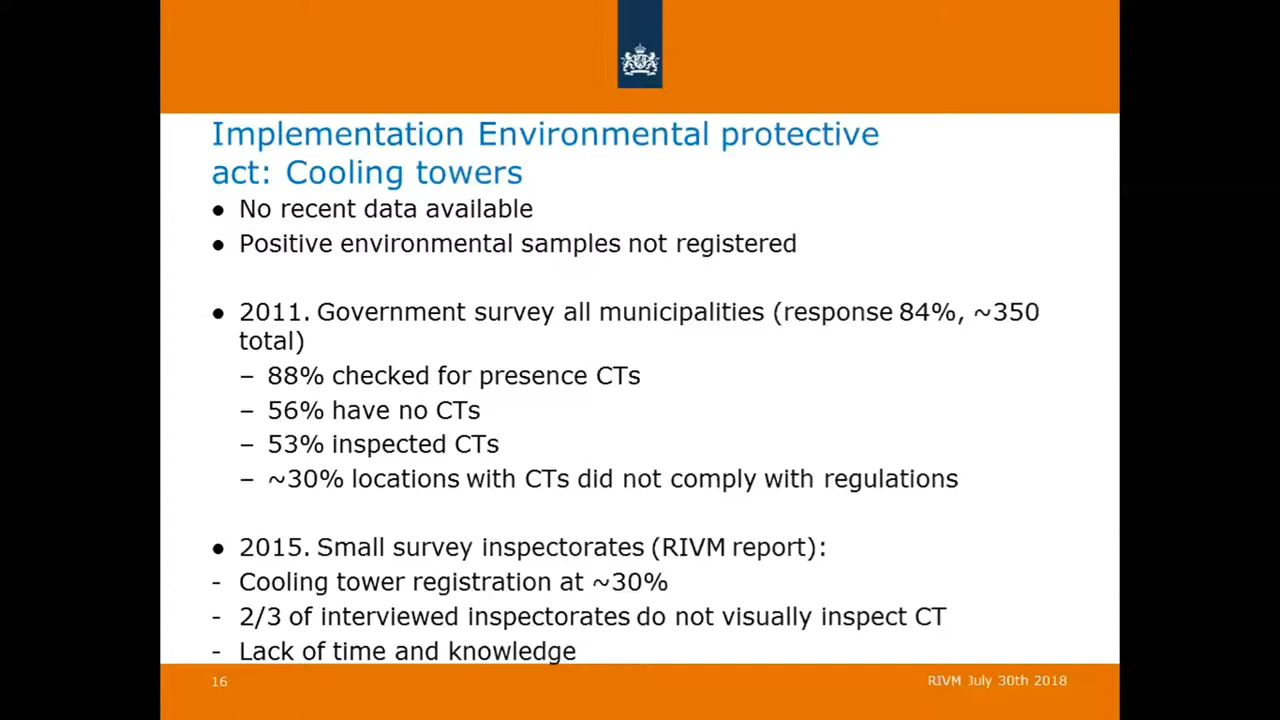 Implementation Environmental protective
act: Cooling towers
● No recent data available
● Positive environmental samples not registered
● 2011. Government survey all municipalities (response 84%, ~350
total)
– 88% checked for presence CTs
– 56% have no CTs
– 53% inspected CTs
– ~30% locations with CTs did not comply with regulations
● 2015. Small survey inspectorates (RIVM report):
- Cooling tower registration at ~30%
- 2/3 of interviewed inspectorates do not visually inspect CT
- Lack of time and knowledge
16
RIVM July 30th 2018